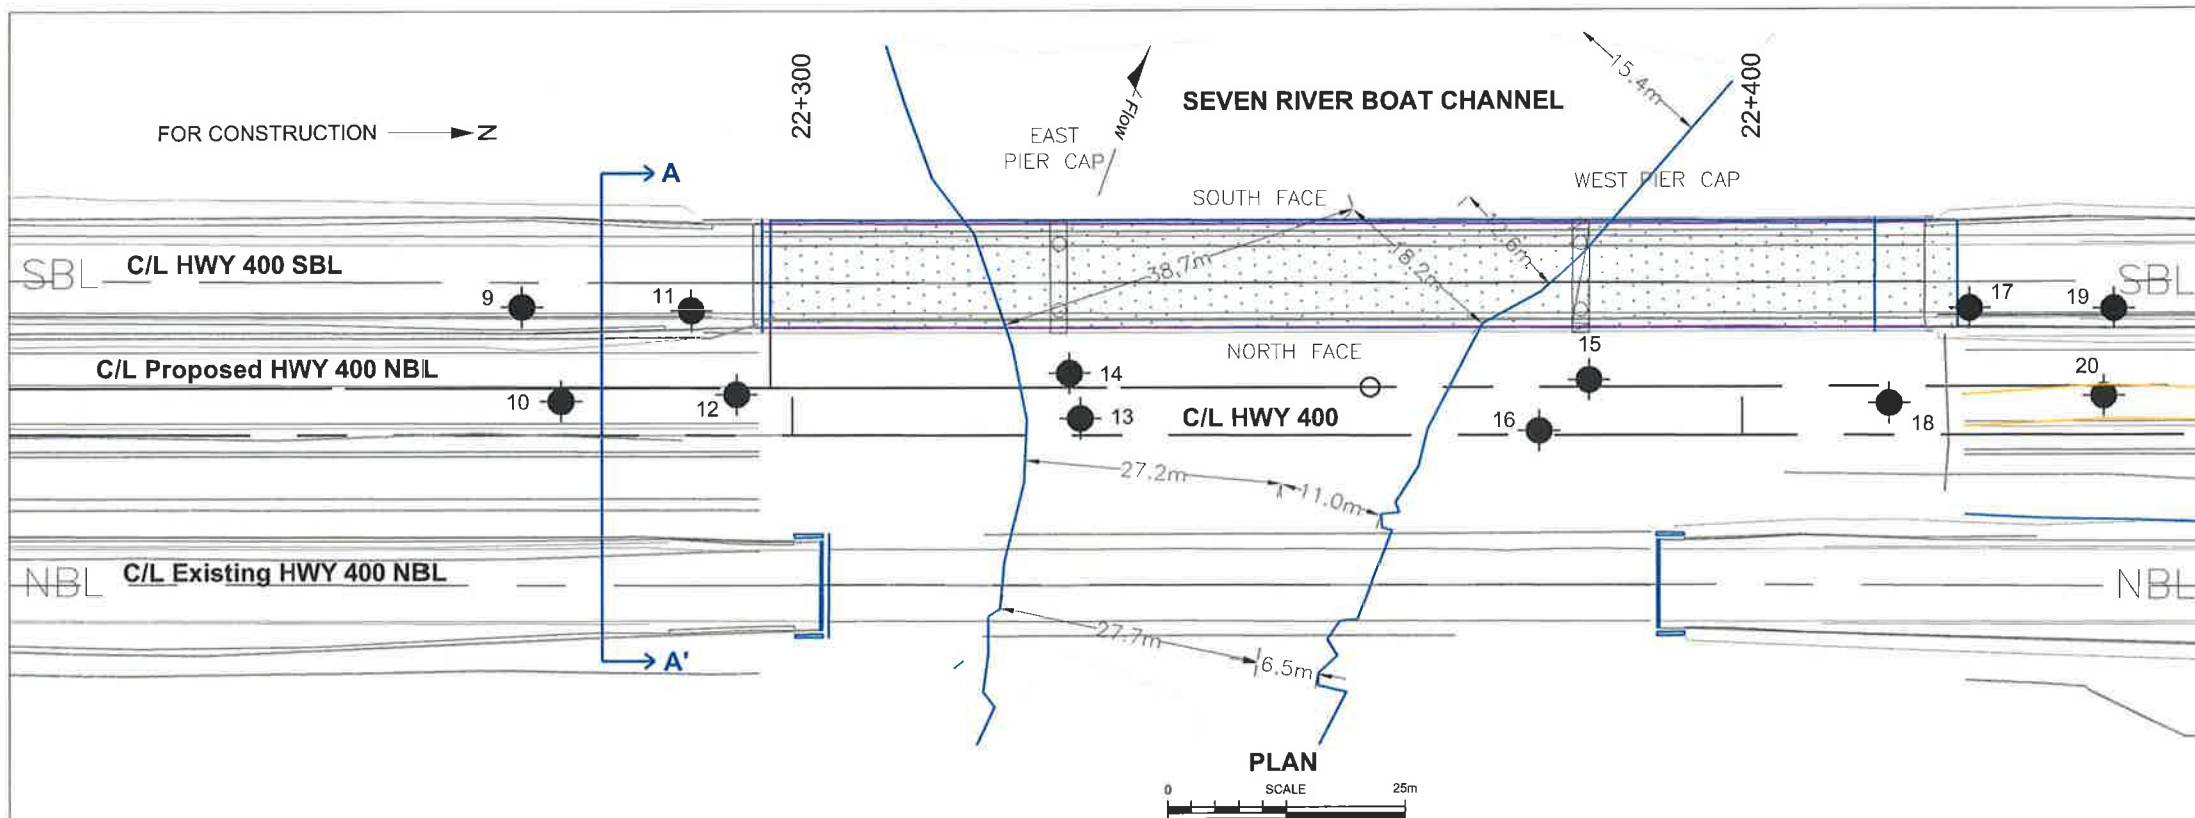 22+300
22+400
15.4m
Flow
SEVEN RIVER BOAT CHANNEL
FOR CONSTRUCTION N
EAST
PIER CAP
A
SOUTH FACE
WEST PIER CAP
SBL
C/L HWY 400 SBL
38.7m
18.2m
SBL
9
11
17
19
NORTH FACE
15
C/L Proposed HWY 400 NBL
14
20
10
12
13
C/L HWY 400
16
18
27.2m
11.0m
NBL
C/L Existing HWY 400 NBL
NBL
27.7m
6.5m
A'
PLAN
0 SCALE 25m